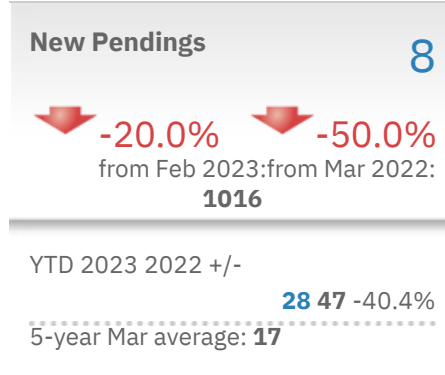 New Pendings
8
-20.0% -50.0%
from Feb 2023:from Mar 2022:
1016
YTD 2023 2022 +/-
28 47 -40.4%
5-year Mar average: 17